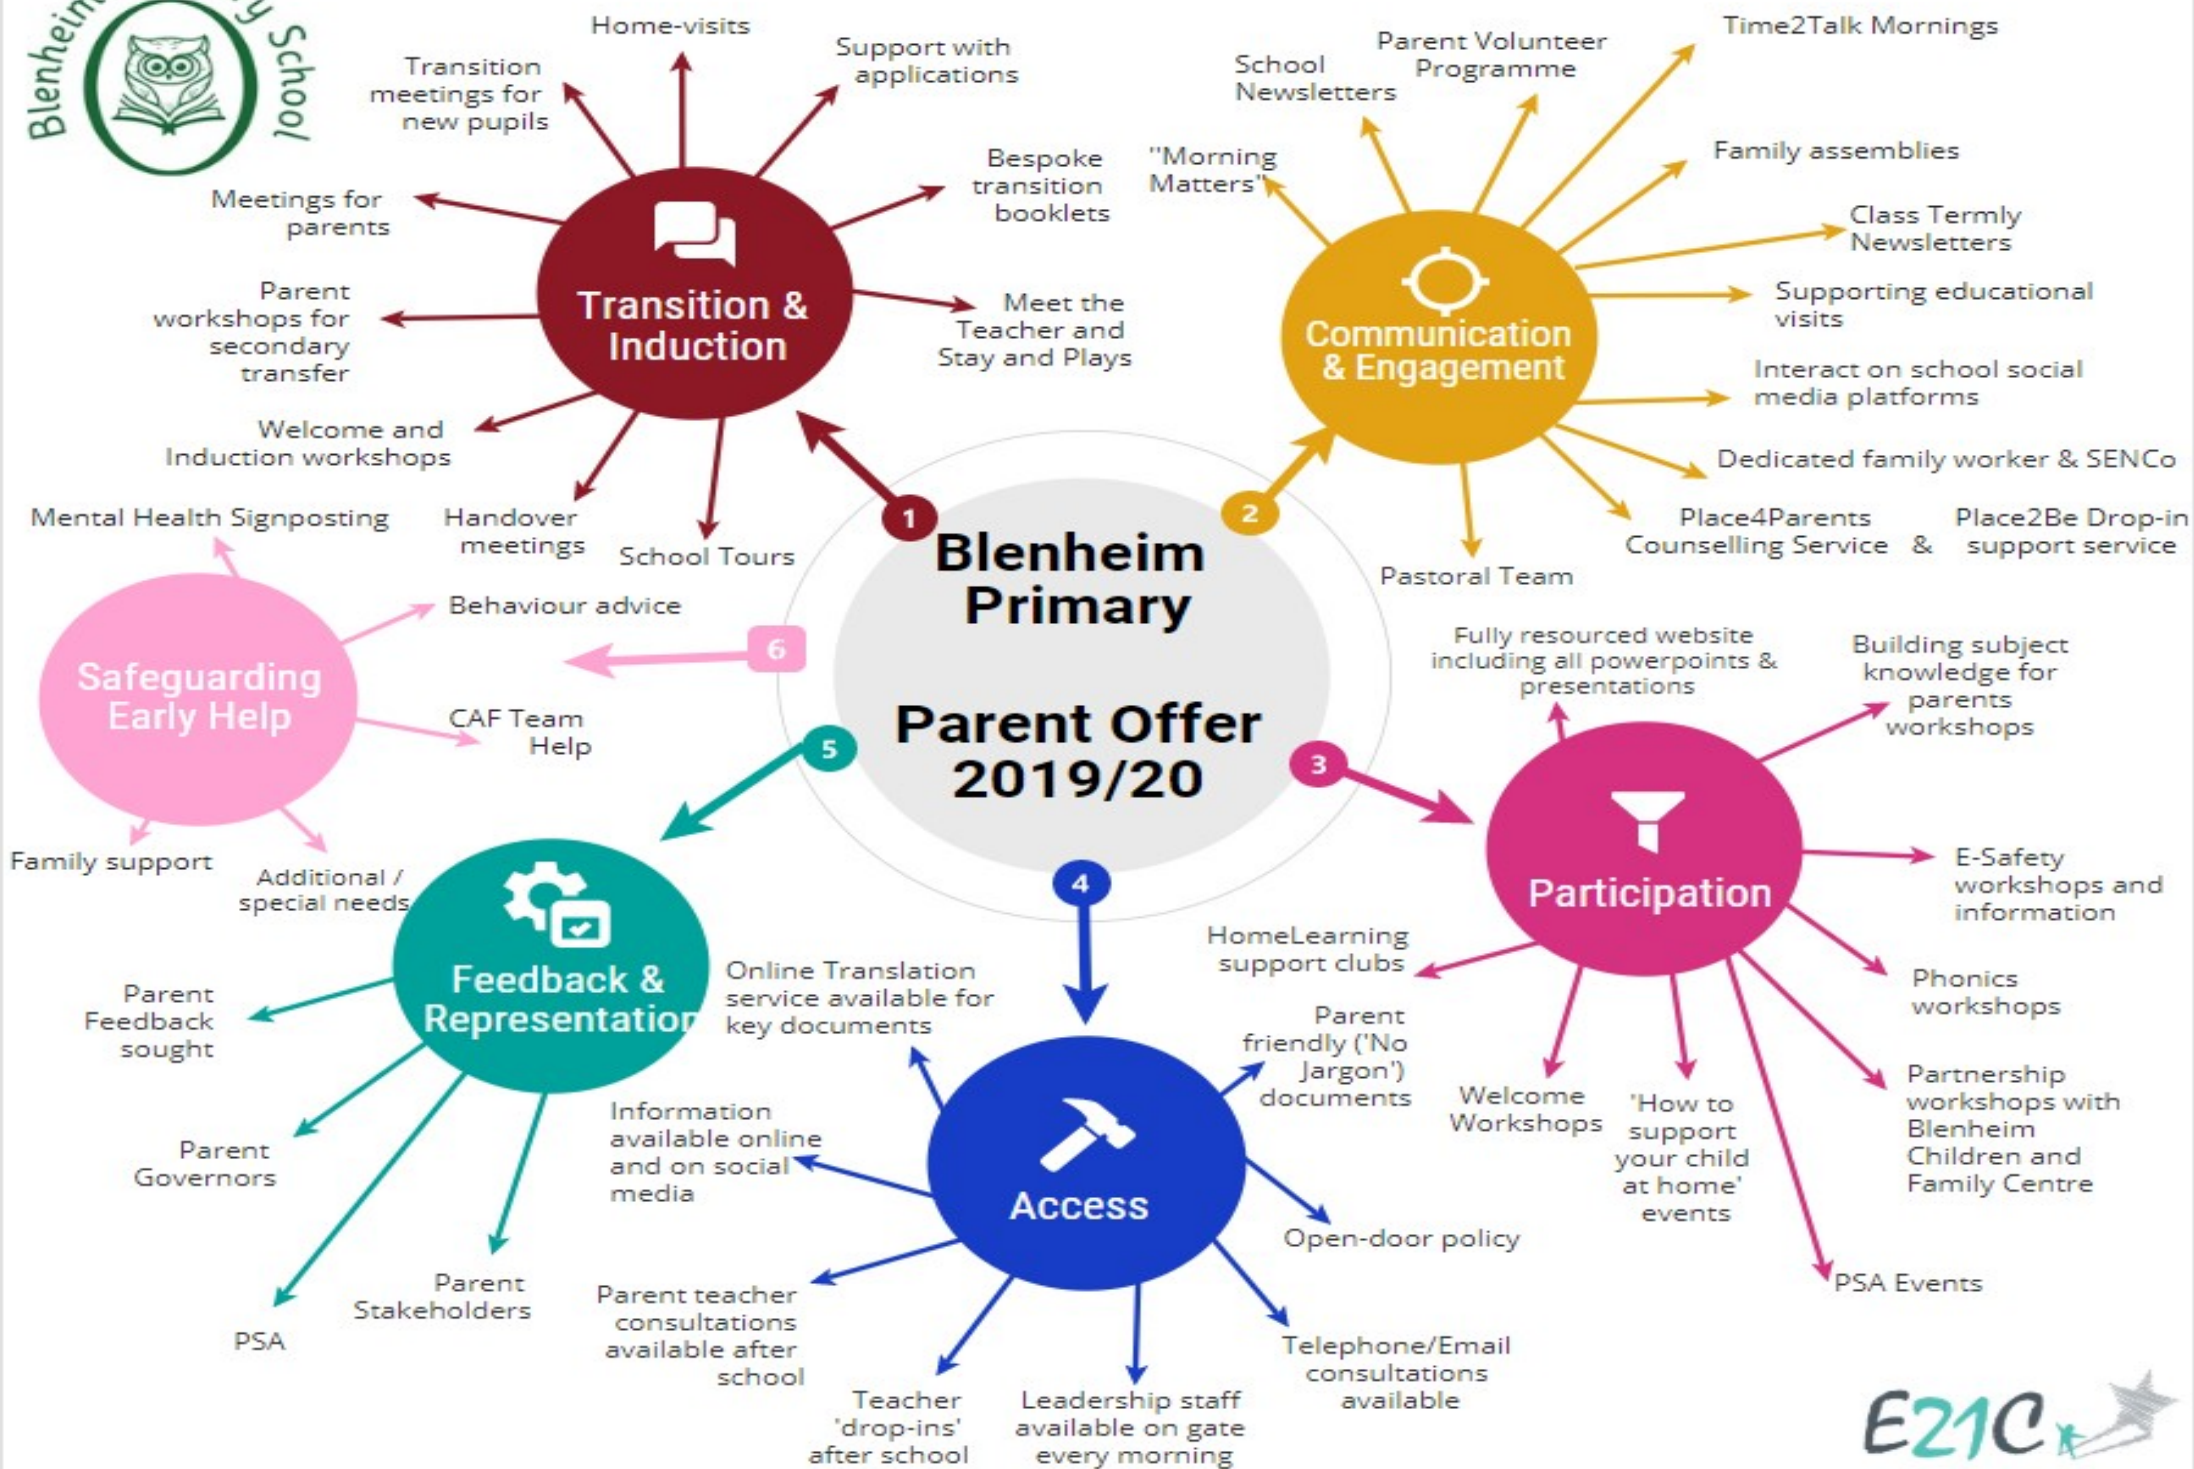 Blenheim
School
Home-visits
Transition
meetings for
new pupils
Support with
applications
Meetings for
parents
Bespoke
transition
booklets
Parent
workshops for
secondary
transfer
Meet the
Teacher and
Stay and Plays
Transition &
Induction
Welcome and
Induction workshops
Handover
meetings
School Tours
"Morning
Matters"
School
Newsletters
Parent Volunteer
Programme
Time2Talk Mornings
Family assemblies
Class Termly
Newsletters
Supporting educational
visits
Interact on school social
media platforms
Communication
& Engagement
Dedicated family worker & SENCo
Place4Parents
Counselling Service & 
Place2Be Drop-in
support service
Pastoral Team
1
2
Blenheim
Primary
Parent Offer
2019/20
3
4
5
6
Mental Health Signposting
Behaviour advice
Safeguarding
Early Help
CAF Team
Help
Family support
Additional /
special needs
Fully resourced website
including all powerpoints &
presentations
Building subject
knowledge for
parents
workshops
Participation
E-Safety
workshops and
information
HomeLearning
support clubs
Phonics
workshops
Welcome
Workshops
'How to
support
your child
at home'
events
Partnership
workshops with
Blenheim
Children and
Family Centre
PSA Events
Feedback &
Representation
Parent
Feedback
sought
Parent
Governors
PSA
Parent
Stakeholders
Online Translation
service available for
key documents
Parent
friendly ('No
Jargon')
documents
Information
available online
and on social
media
Access
Open-door policy
Parent teacher
consultations
available after
school
Teacher
'drop-ins'
after school
Leadership staff
available on gate
every morning
Telephone/Email
consultations
available
E21C